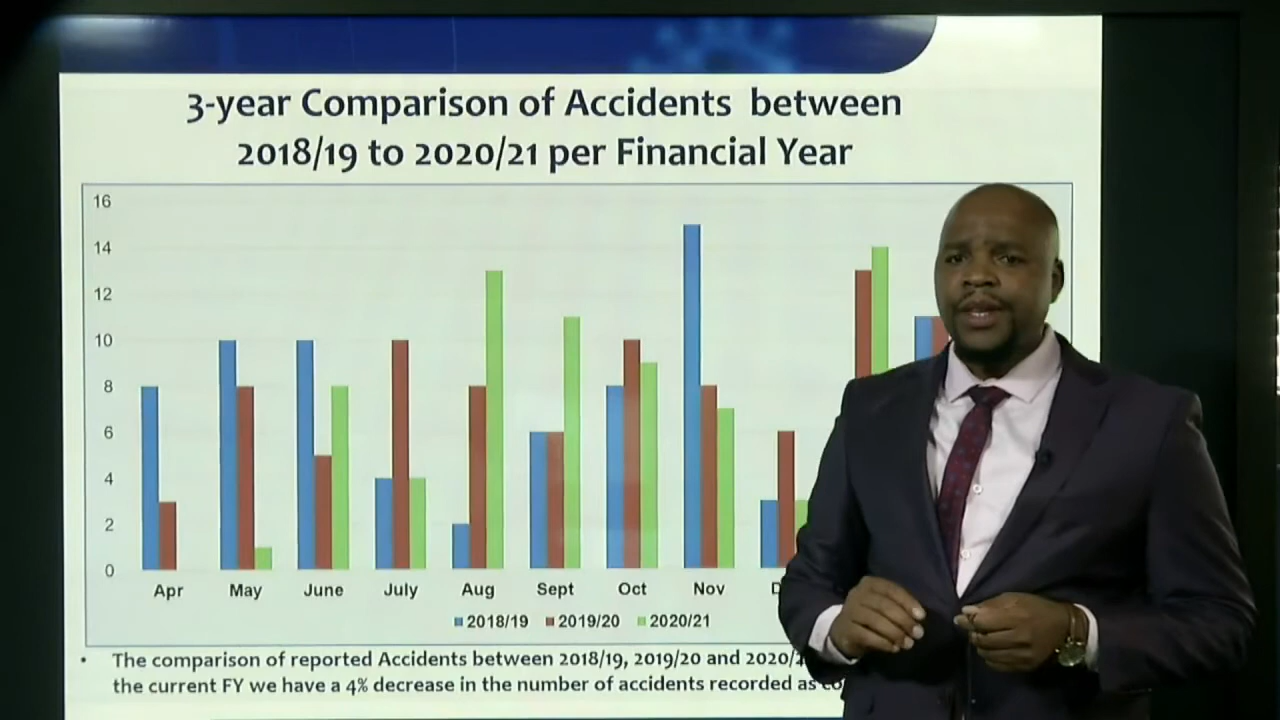 3-year Comparison of Accidents between
2018/19 to 2020/21 per Financial Year
16
14
12
10
8
6
4
2
0
Apr May June July Aug Sept Oct Nov
2018/19 2019/20 2020/21
• The comparison of reported Accidents between 2018/19, 2019/20 and
the current FY we have a 4% decrease in the number of accidents recorded as